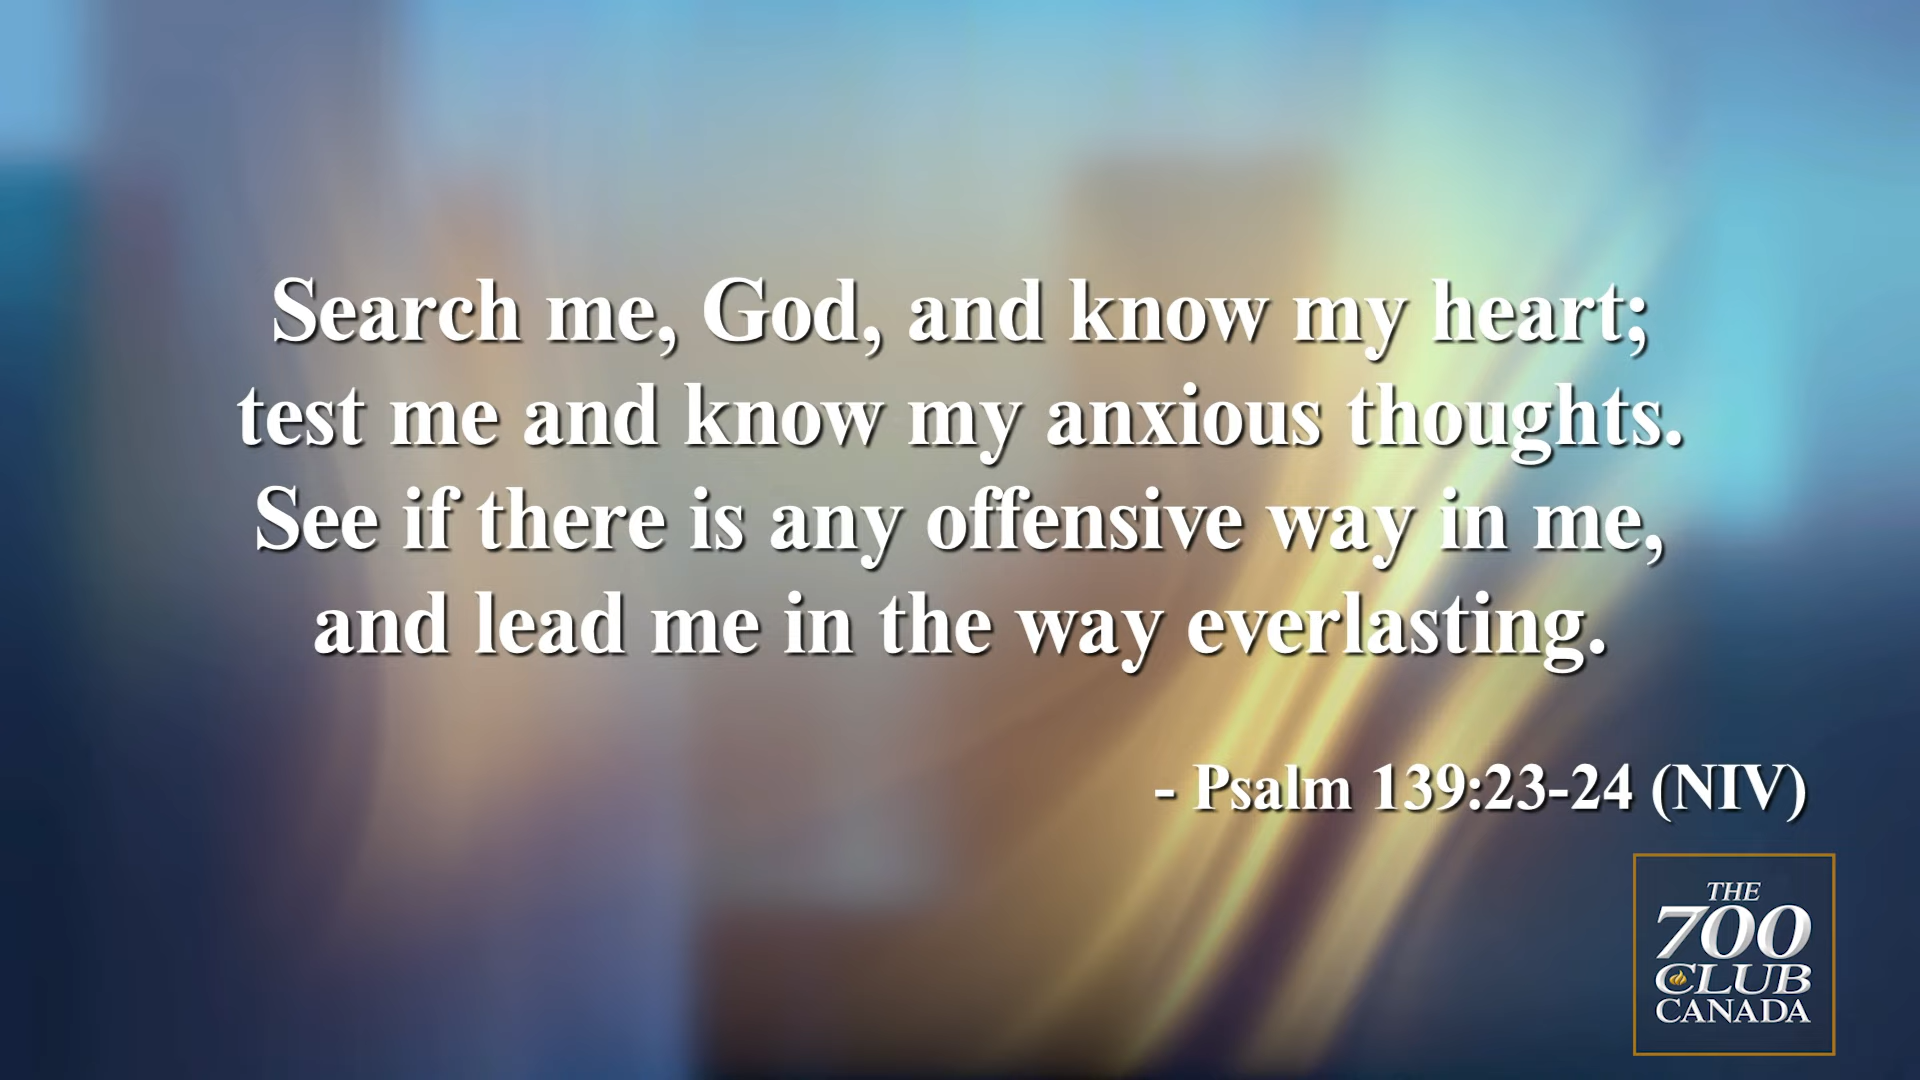 Search me, God, and know my heart;
test me and know my anxious thoughts.
See if there is any offensive way in me,
and lead me in the way everlasting.
- Psalm 139:23-24 (NIV)
THE
700
CLUB
CANADA